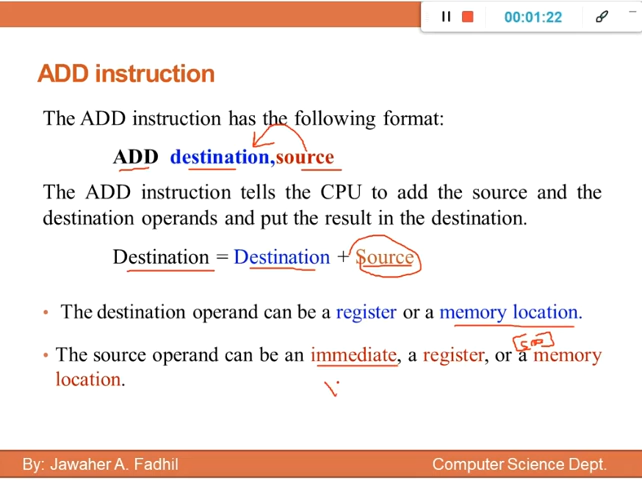 00:01:22
ADD instruction
The ADD instruction has the following format:
ADD destination,source
The ADD instruction tells the CPU to add the source and the
destination operands and put the result in the destination.
Destination = Destination + Source
• The destination operand can be a register or a memory location.
[500]
• The source operand can be an immediate, a register, or a memory
location.
By: Jawaher A. Fadhil
Computer Science Dept.